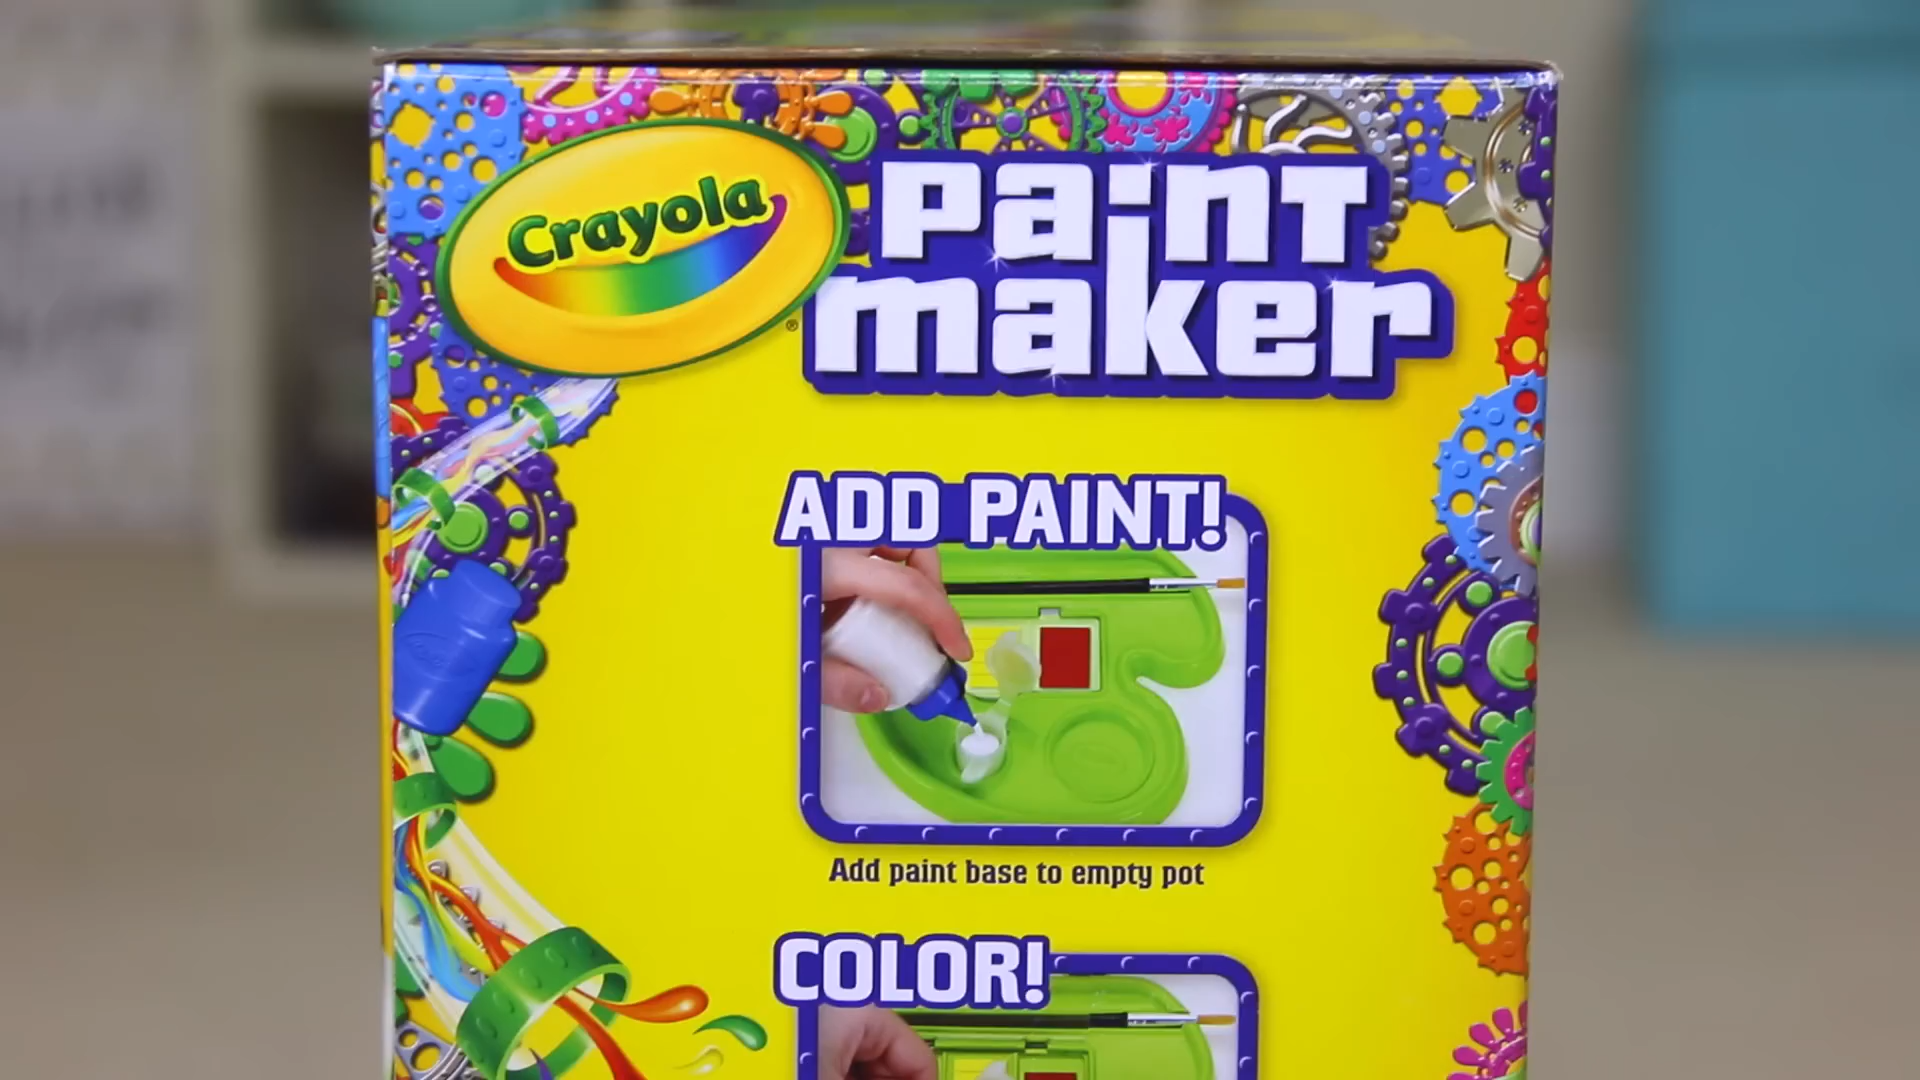 Crayola
®
Paint
maker
ADD PAINT!
Add paint base to empty pot
COLOR!